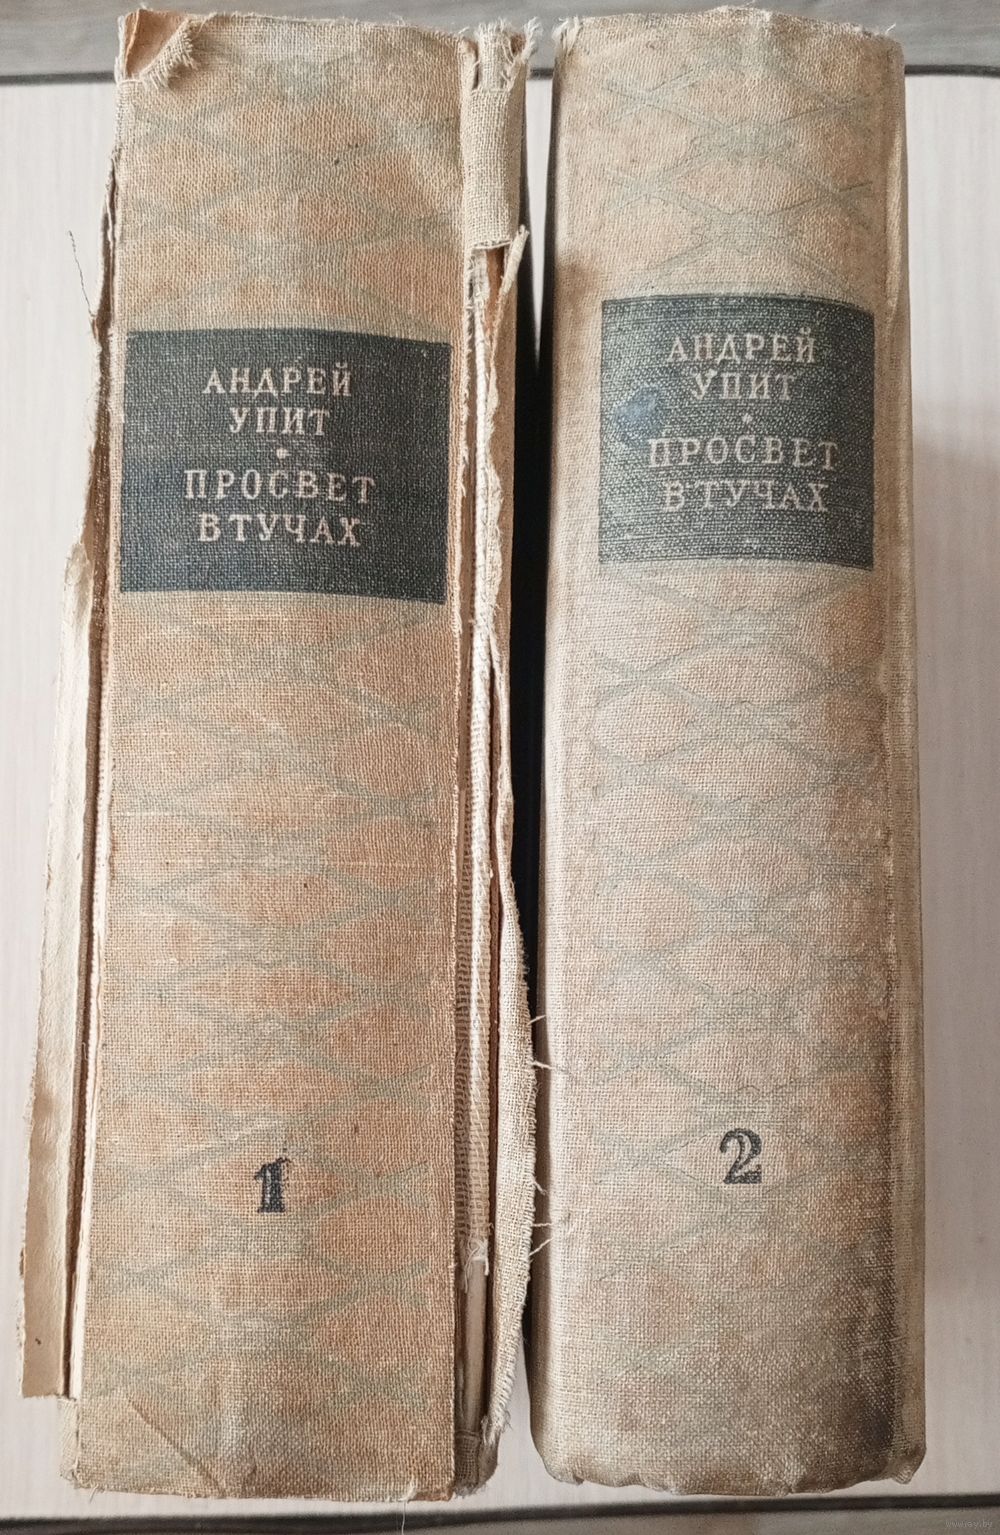 АНДРЕЙ
УПИТ
ПРОСВЕТ
В ТУЧАХ
1
АНДРЕЙ
УПИТ
ПРОСВЕТ
В ТУЧАХ
2